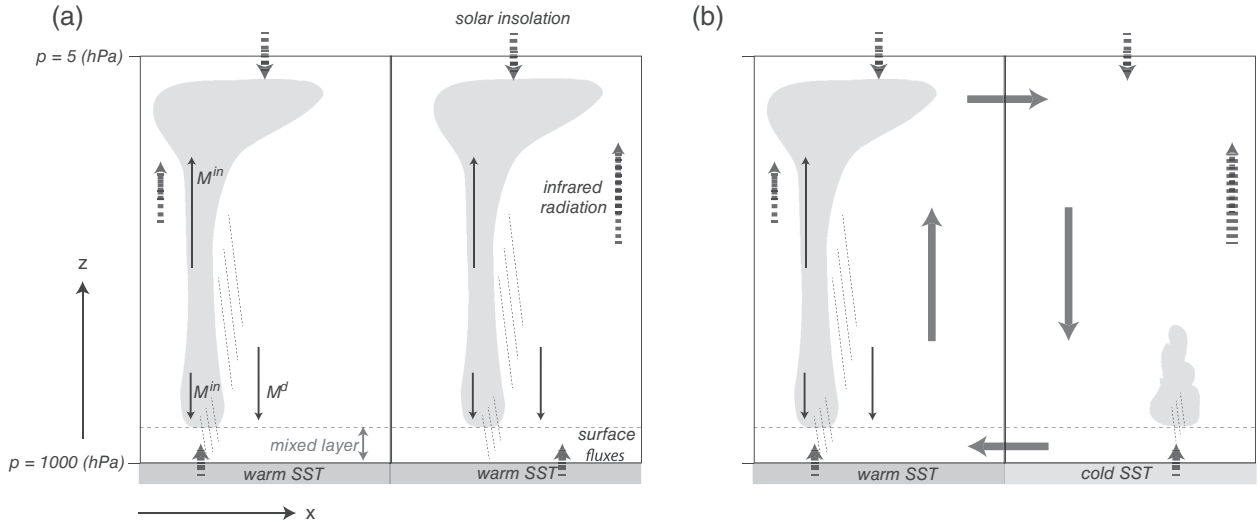 (a)
(b)
solar insolation
p = 5 (hPa)
M^in
infrared
radiation
z
M^in
M^d
mixed layer
surface
fluxes
p = 1000 (hPa)
warm SST
warm SST
warm SST
cold SST
x